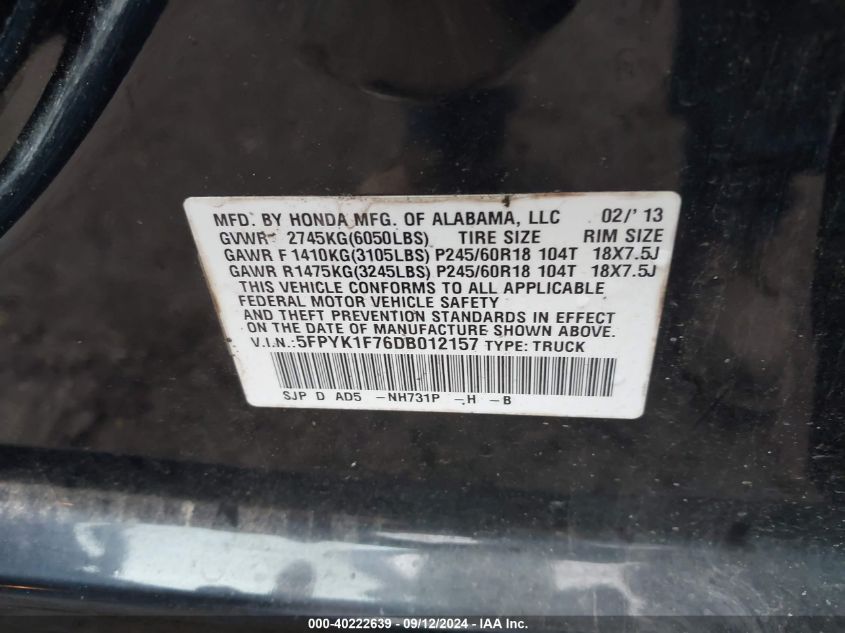 MFD. BY HONDA MFG. OF ALABAMA, LLC 02/' 13
GVWR 2745KG(6050LBS) TIRE SIZE RIM SIZE
GAWR F 1410KG(3105LBS) P245/60R18 104T 18X7.5J
GAWR R1475KG(3245LBS) P245/60R18 104T 18X7.5J
THIS VEHICLE CONFORMS TO ALL APPLICABLE
FEDERAL MOTOR VEHICLE SAFETY
AND THEFT PREVENTION STANDARDS IN EFFECT
ON THE DATE OF MANUFACTURE SHOWN ABOVE.
V.I.N.:5FPYK1F76DB012157 TYPE: TRUCK
SJP D AD5 -NH731P -H -B
000-40222639 - 09/12/2024 - IAA Inc.